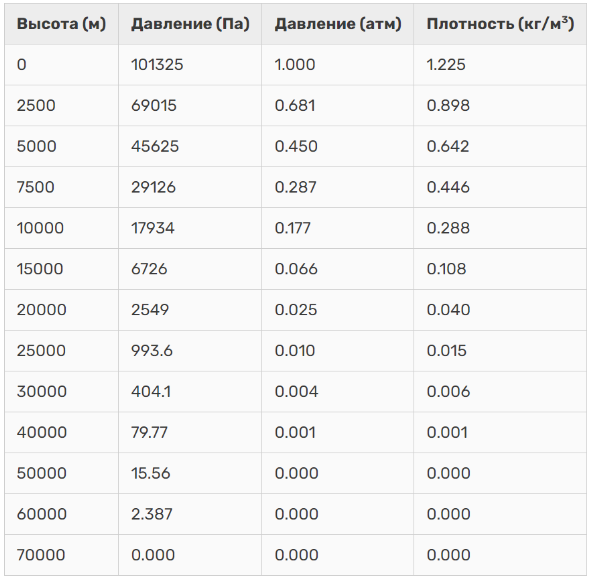 Высота (м) Давление (Па) Давление (атм) Плотность (кг/м³)
0 101325 1.000 1.225
2500 69015 0.681 0.898
5000 45625 0.450 0.642
7500 29126 0.287 0.446
10000 17934 0.177 0.288
15000 6726 0.066 0.108
20000 2549 0.025 0.040
25000 993.6 0.010 0.015
30000 404.1 0.004 0.006
40000 79.77 0.001 0.001
50000 15.56 0.000 0.000
60000 2.387 0.000 0.000
70000 0.000 0.000 0.000